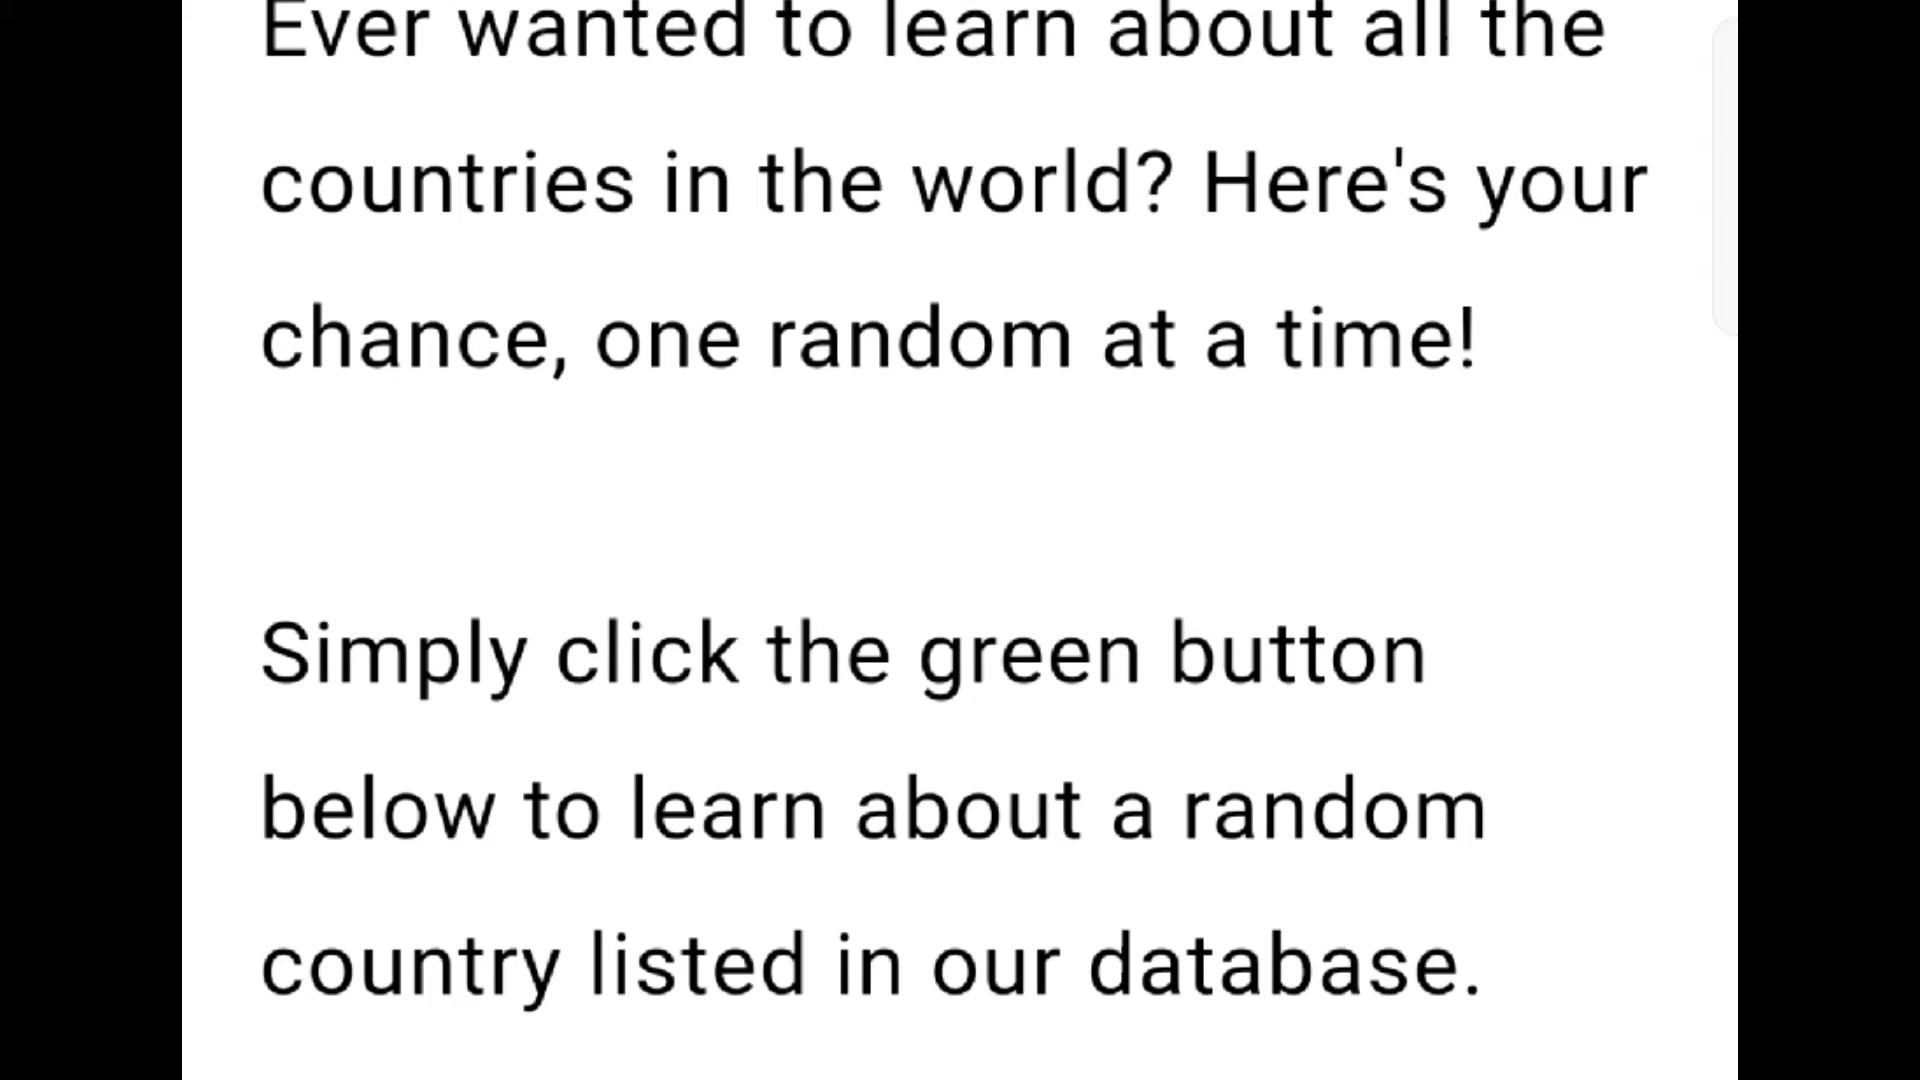 Ever wanted to learn about all the
countries in the world? Here's your
chance, one random at a time!
Simply click the green button
below to learn about a random
country listed in our database.